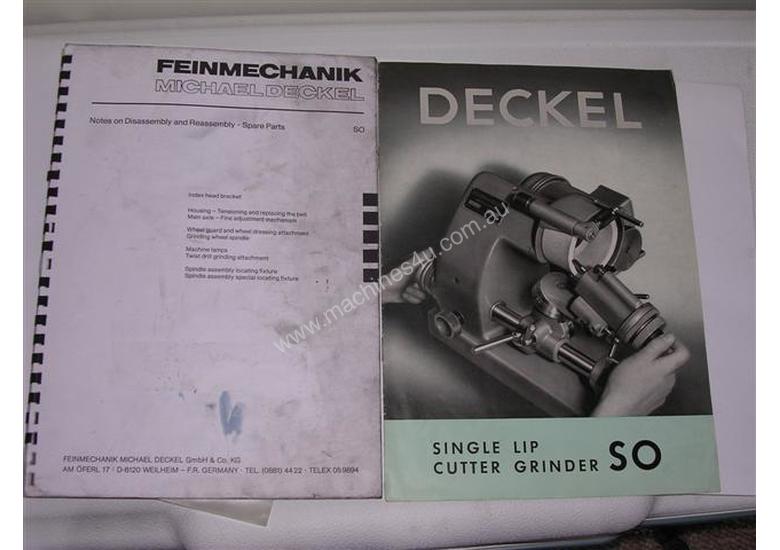 FEINMECHANIK
MICHAEL DECKEL
Notes on Disassembly and Reassembly - Spare Parts
SO
Index head bracket
Housing – Tensioning and replacing the belt
Main axle – Fine adjustment mechanism
Wheel guard and wheel dressing attachment
Grinding wheel spindle
Machine lamps
Twist drill grinding attachment
Spindle assembly locating fixture
Spindle assembly special locating fixture
FEINMECHANIK MICHAEL DECKEL GmbH & Co. KG
AM ÖFERL 17 · D-8120 WEILHEIM – F.R. GERMANY · TEL. (0881) 44 22 · TELEX 05 9894
DECKEL
SINGLE LIP
CUTTER GRINDER SO
www.machines4u.com.au